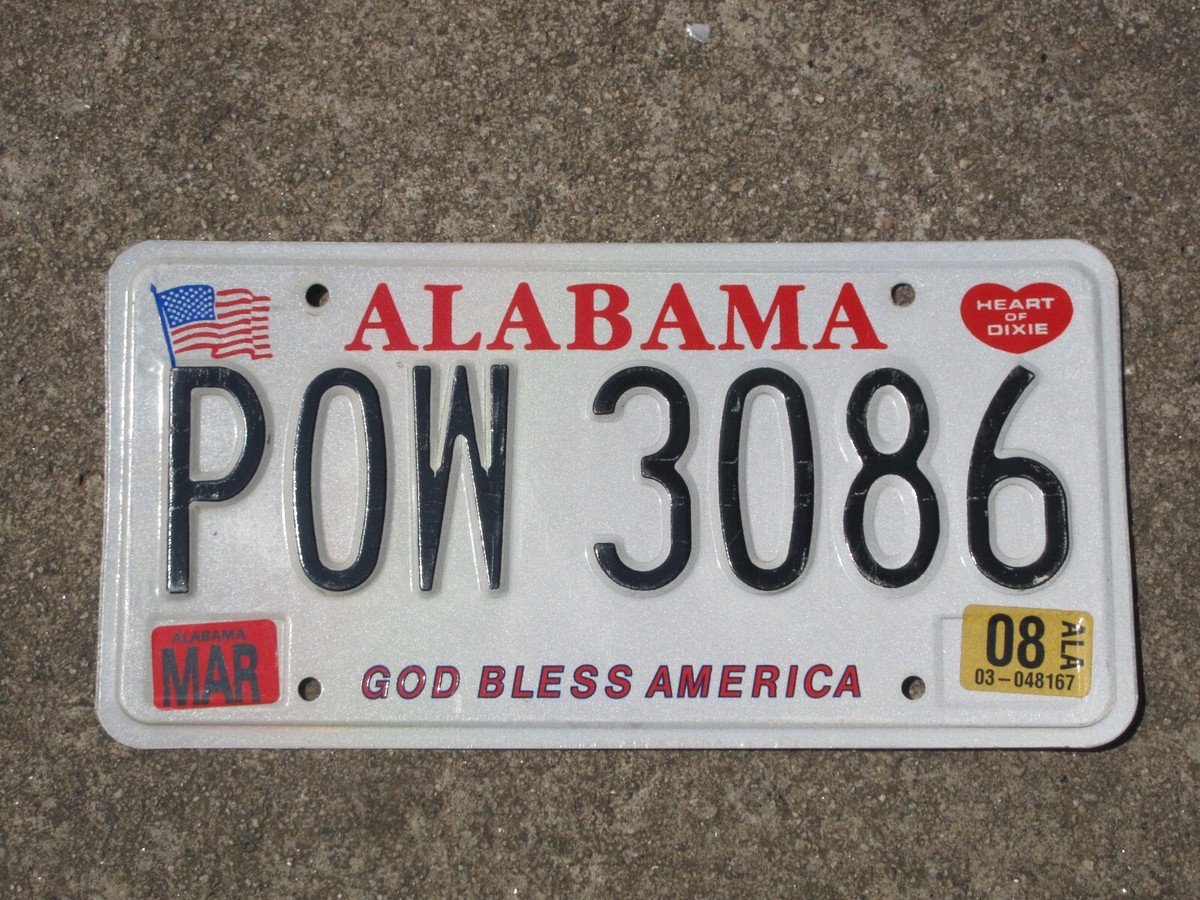 ALABAMA
HEART
OF
DIXIE
POW 3086
ALABAMA
MAR
GOD BLESS AMERICA
08
ALA
03-048167